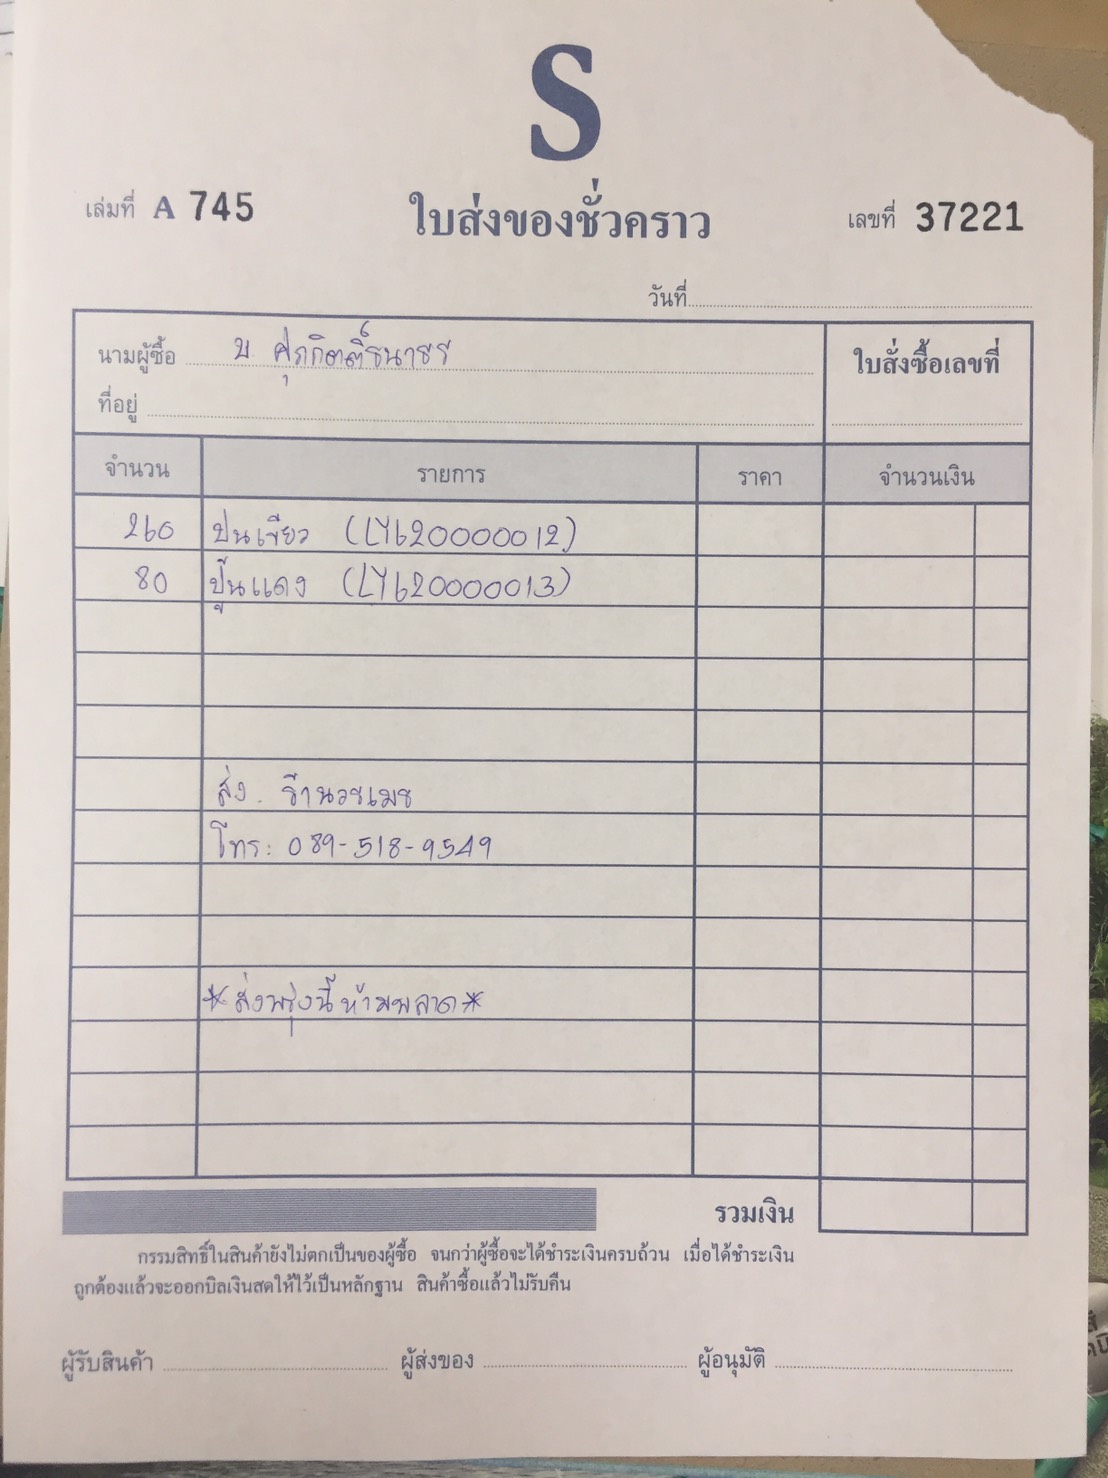 S
เล่มที่ A 745
ใบส่งของชั่วคราว
เลขที่ 37221
วันที่
นามผู้ซื้อ บ. ศุภกิตติ์ธนาธร
ใบสั่งซื้อเลขที่
ที่อยู่
จำนวน รายการ ราคา จำนวนเงิน
260 ปูนเขียว (LY620000012)
80 ปูนแดง (LY620000013)
ส่ง. ร้านวรเมธ
โทร: 089-518-9549
*ส่งพรุ่งนี้ห้ามพลาด*
รวมเงิน
กรรมสิทธิ์ในสินค้ายังไม่ตกเป็นของผู้ซื้อ จนกว่าผู้ซื้อจะได้ชำระเงินครบถ้วน เมื่อได้ชำระเงิน
ถูกต้องแล้วจะออกบิลเงินสดให้ไว้เป็นหลักฐาน สินค้าซื้อแล้วไม่รับคืน
ผู้รับสินค้า ผู้ส่งของ ผู้อนุมัติ